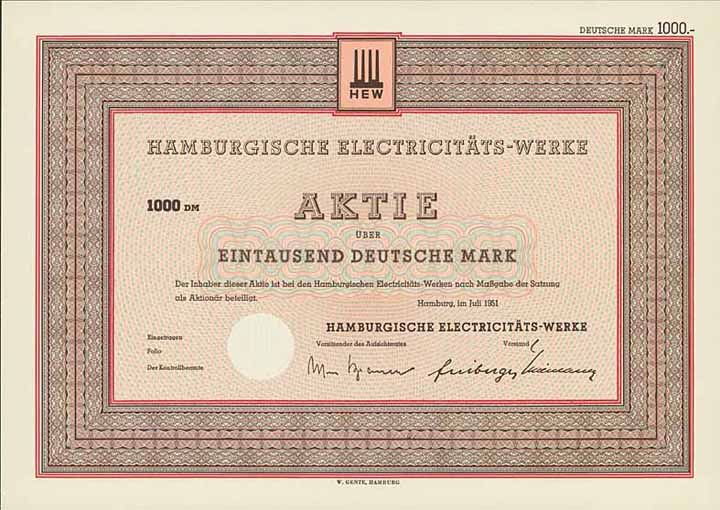 DEUTSCHE MARK 1000.-
HEW
HAMBURGISCHE ELECTRICITÄTS-WERKE
1000 DM
AKTIE
ÜBER
EINTAUSEND DEUTSCHE MARK
Der Inhaber dieser Aktie ist bei den Hamburgischen Electricitäts-Werken nach Maßgabe der Satzung
als Aktionär beteiligt.
Hamburg, im Juli 1951
HAMBURGISCHE ELECTRICITÄTS-WERKE
Eingetragen
Vorsitzender des Aufsichtsrates
Vorstand
Folio
Der Kontrollbeamte
W. GENTE, HAMBURG